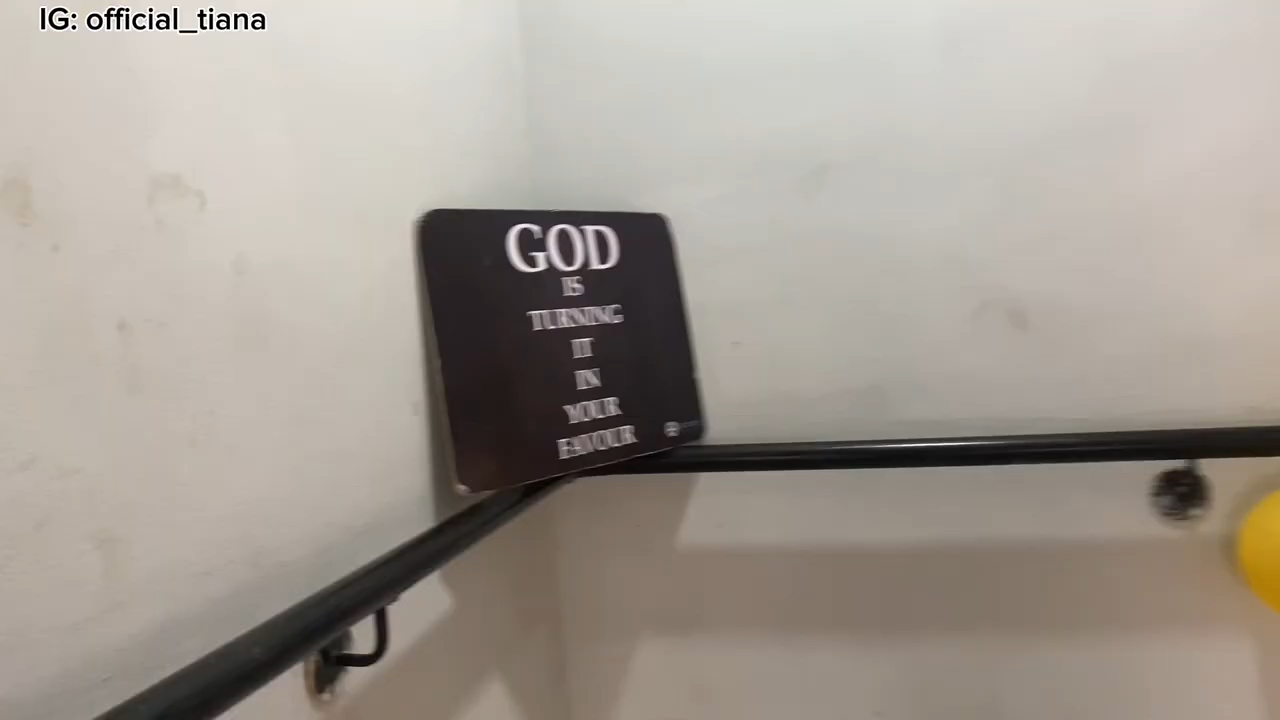 IG: official_tiana
GOD
IS
TURNING
IT
IN
YOUR
FAVOUR